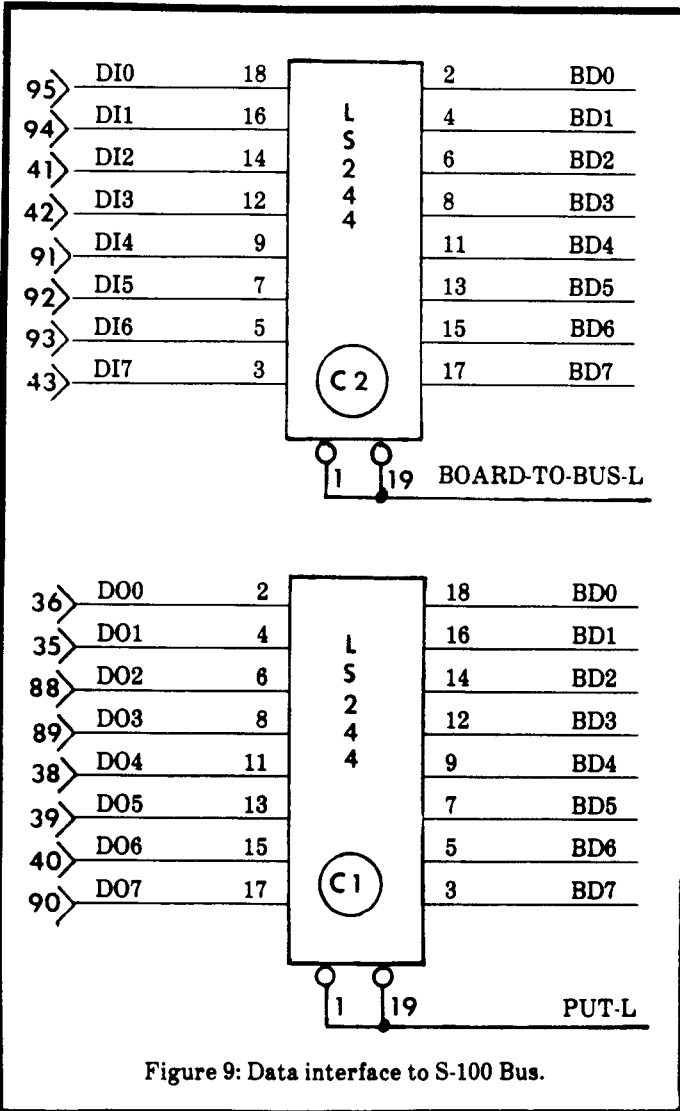 95 DI0 18 2 BD0
94 DI1 16 4 BD1
41 DI2 14 6 BD2
42 DI3 12 8 BD3
91 DI4 9 11 BD4
92 DI5 7 13 BD5
93 DI6 5 15 BD6
43 DI7 3 17 BD7
LS244
C2
1 19 BOARD-TO-BUS-L
36 DO0 2 18 BD0
35 DO1 4 16 BD1
88 DO2 6 14 BD2
89 DO3 8 12 BD3
38 DO4 11 9 BD4
39 DO5 13 7 BD5
40 DO6 15 5 BD6
90 DO7 17 3 BD7
LS244
C1
1 19 PUT-L
Figure 9: Data interface to S-100 Bus.